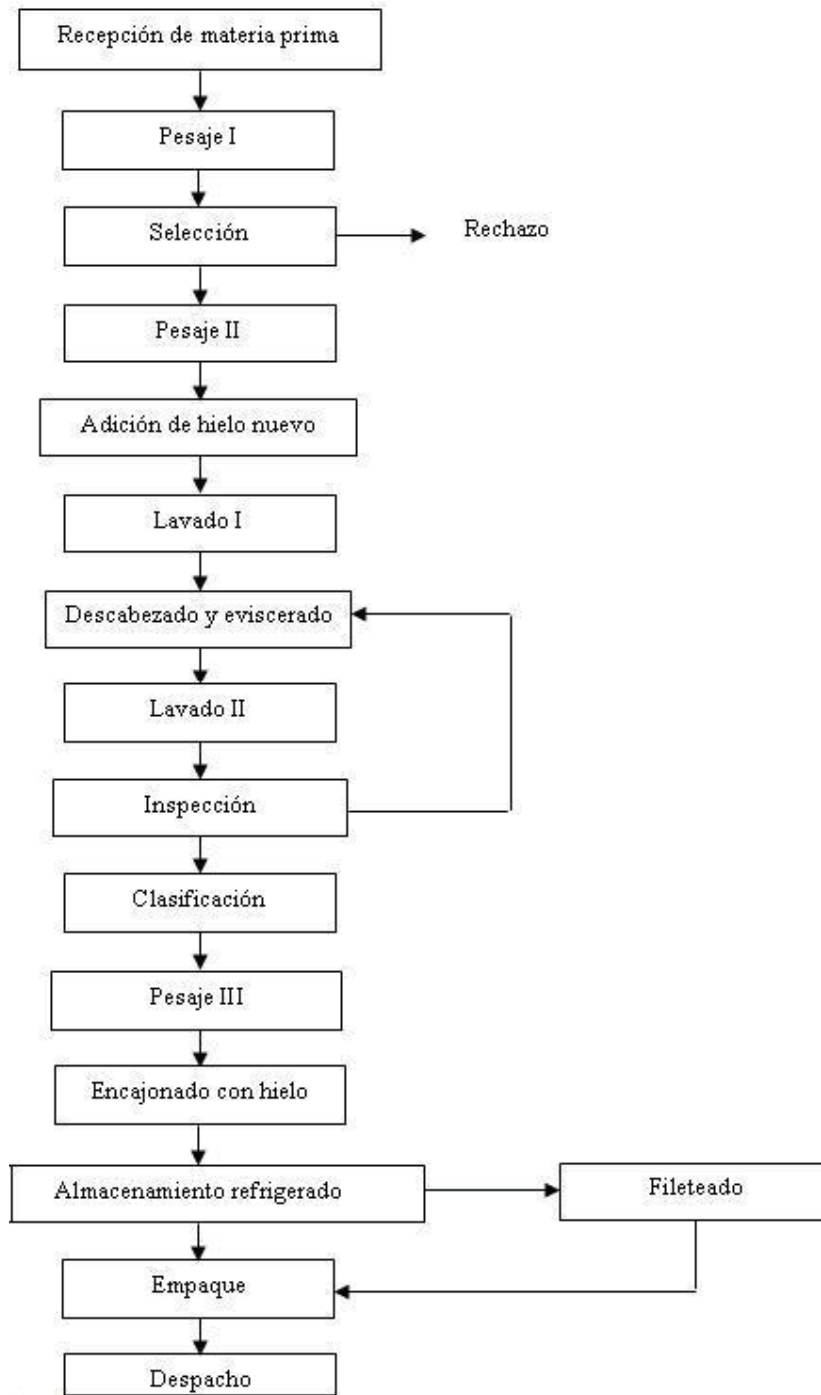 Recepción de materia prima
Pesaje I
Selección
Rechazo
Pesaje II
Adición de hielo nuevo
Lavado I
Descabezado y eviscerado
Lavado II
Inspección
Clasificación
Pesaje III
Encajonado con hielo
Almacenamiento refrigerado
Fileteado
Empaque
Despacho